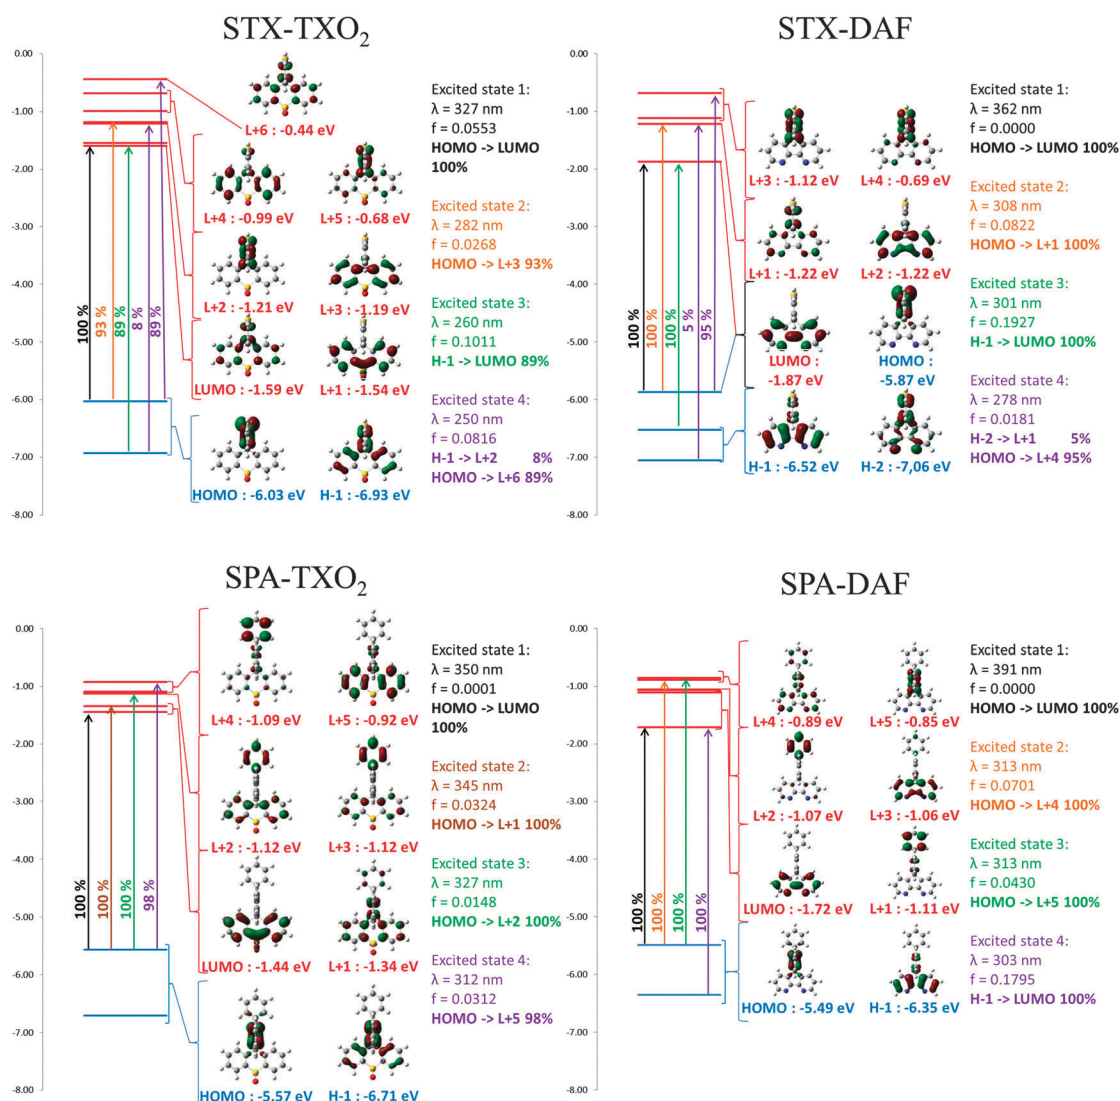 STX-TXO2
0.00
-1.00
-2.00
-3.00
-4.00
-5.00
-6.00
-7.00
-8.00
100 %
93 %
89 %
8 %
89 %
L+6 : -0.44 eV
L+4 : -0.99 eV
L+5 : -0.68 eV
L+2 : -1.21 eV
L+3 : -1.19 eV
LUMO : -1.59 eV
L+1 : -1.54 eV
HOMO : -6.03 eV
H-1 : -6.93 eV
Excited state 1:
λ = 327 nm
f = 0.0553
HOMO -> LUMO
100%
Excited state 2:
λ = 282 nm
f = 0.0268
HOMO -> L+3 93%
Excited state 3:
λ = 260 nm
f = 0.1011
H-1 -> LUMO 89%
Excited state 4:
λ = 250 nm
f = 0.0816
H-1 -> L+2 8%
HOMO -> L+6 89%
STX-DAF
0.00
-1.00
-2.00
-3.00
-4.00
-5.00
-6.00
-7.00
-8.00
100 %
100 %
100 %
5 %
95 %
L+3 : -1.12 eV
L+4 : -0.69 eV
L+1 : -1.22 eV
L+2 : -1.22 eV
LUMO :
-1.87 eV
HOMO :
-5.87 eV
H-1 : -6.52 eV
H-2 : -7,06 eV
Excited state 1:
λ = 362 nm
f = 0.0000
HOMO -> LUMO 100%
Excited state 2:
λ = 308 nm
f = 0.0822
HOMO -> L+1 100%
Excited state 3:
λ = 301 nm
f = 0.1927
H-1 -> LUMO 100%
Excited state 4:
λ = 278 nm
f = 0.0181
H-2 -> L+1 5%
HOMO -> L+4 95%
SPA-TXO2
0.00
-1.00
-2.00
-3.00
-4.00
-5.00
-6.00
-7.00
-8.00
100 %
100 %
100 %
98 %
L+4 : -1.09 eV
L+5 : -0.92 eV
L+2 : -1.12 eV
L+3 : -1.12 eV
LUMO : -1.44 eV
L+1 : -1.34 eV
HOMO : -5.57 eV
H-1 : -6.71 eV
Excited state 1:
λ = 350 nm
f = 0.0001
HOMO -> LUMO
100%
Excited state 2:
λ = 345 nm
f = 0.0324
HOMO -> L+1 100%
Excited state 3:
λ = 327 nm
f = 0.0148
HOMO -> L+2 100%
Excited state 4:
λ = 312 nm
f = 0.0312
HOMO -> L+5 98%
SPA-DAF
0.00
-1.00
-2.00
-3.00
-4.00
-5.00
-6.00
-7.00
-8.00
100 %
100 %
100 %
100 %
L+4 : -0.89 eV
L+5 : -0.85 eV
L+2 : -1.07 eV
L+3 : -1.06 eV
LUMO : -1.72 eV
L+1 : -1.11 eV
HOMO : -5.49 eV
H-1 : -6.35 eV
Excited state 1:
λ = 391 nm
f = 0.0000
HOMO -> LUMO 100%
Excited state 2:
λ = 313 nm
f = 0.0701
HOMO -> L+4 100%
Excited state 3:
λ = 313 nm
f = 0.0430
HOMO -> L+5 100%
Excited state 4:
λ = 303 nm
f = 0.1795
H-1 -> LUMO 100%